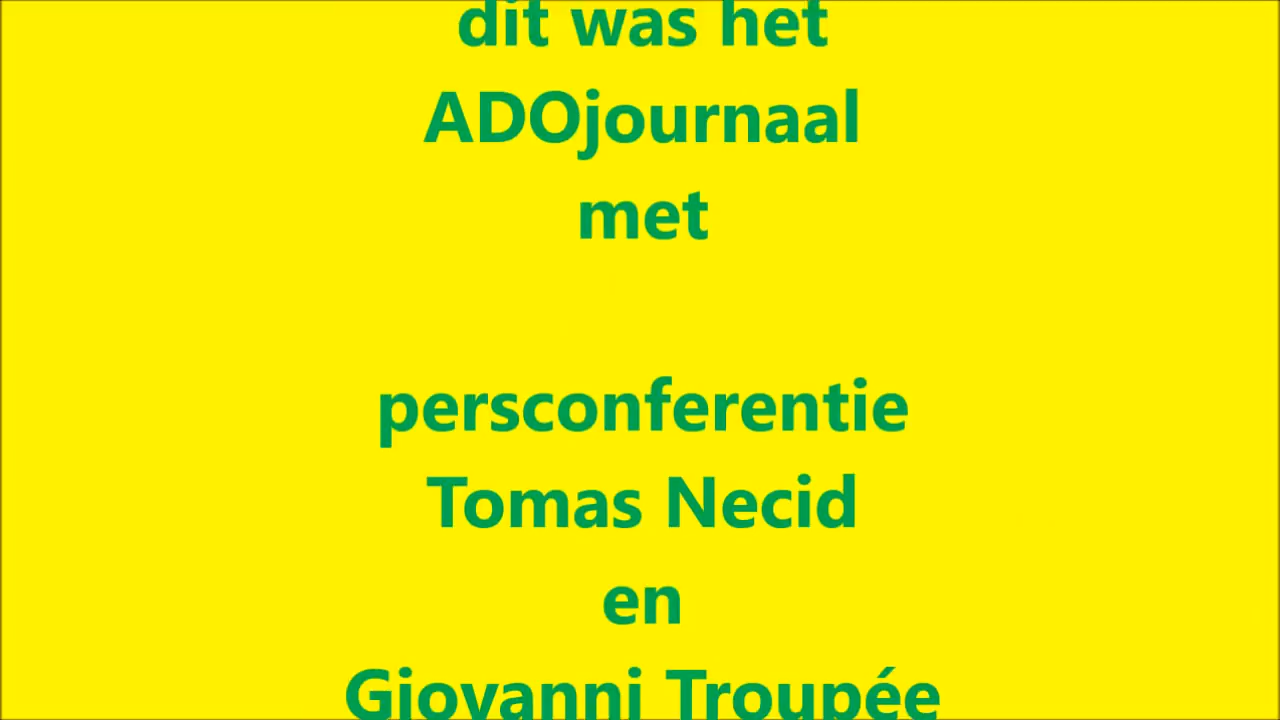 dit was het
ADOjournaal
met
persconferentie
Tomas Necid
en
Giovanni Troupée